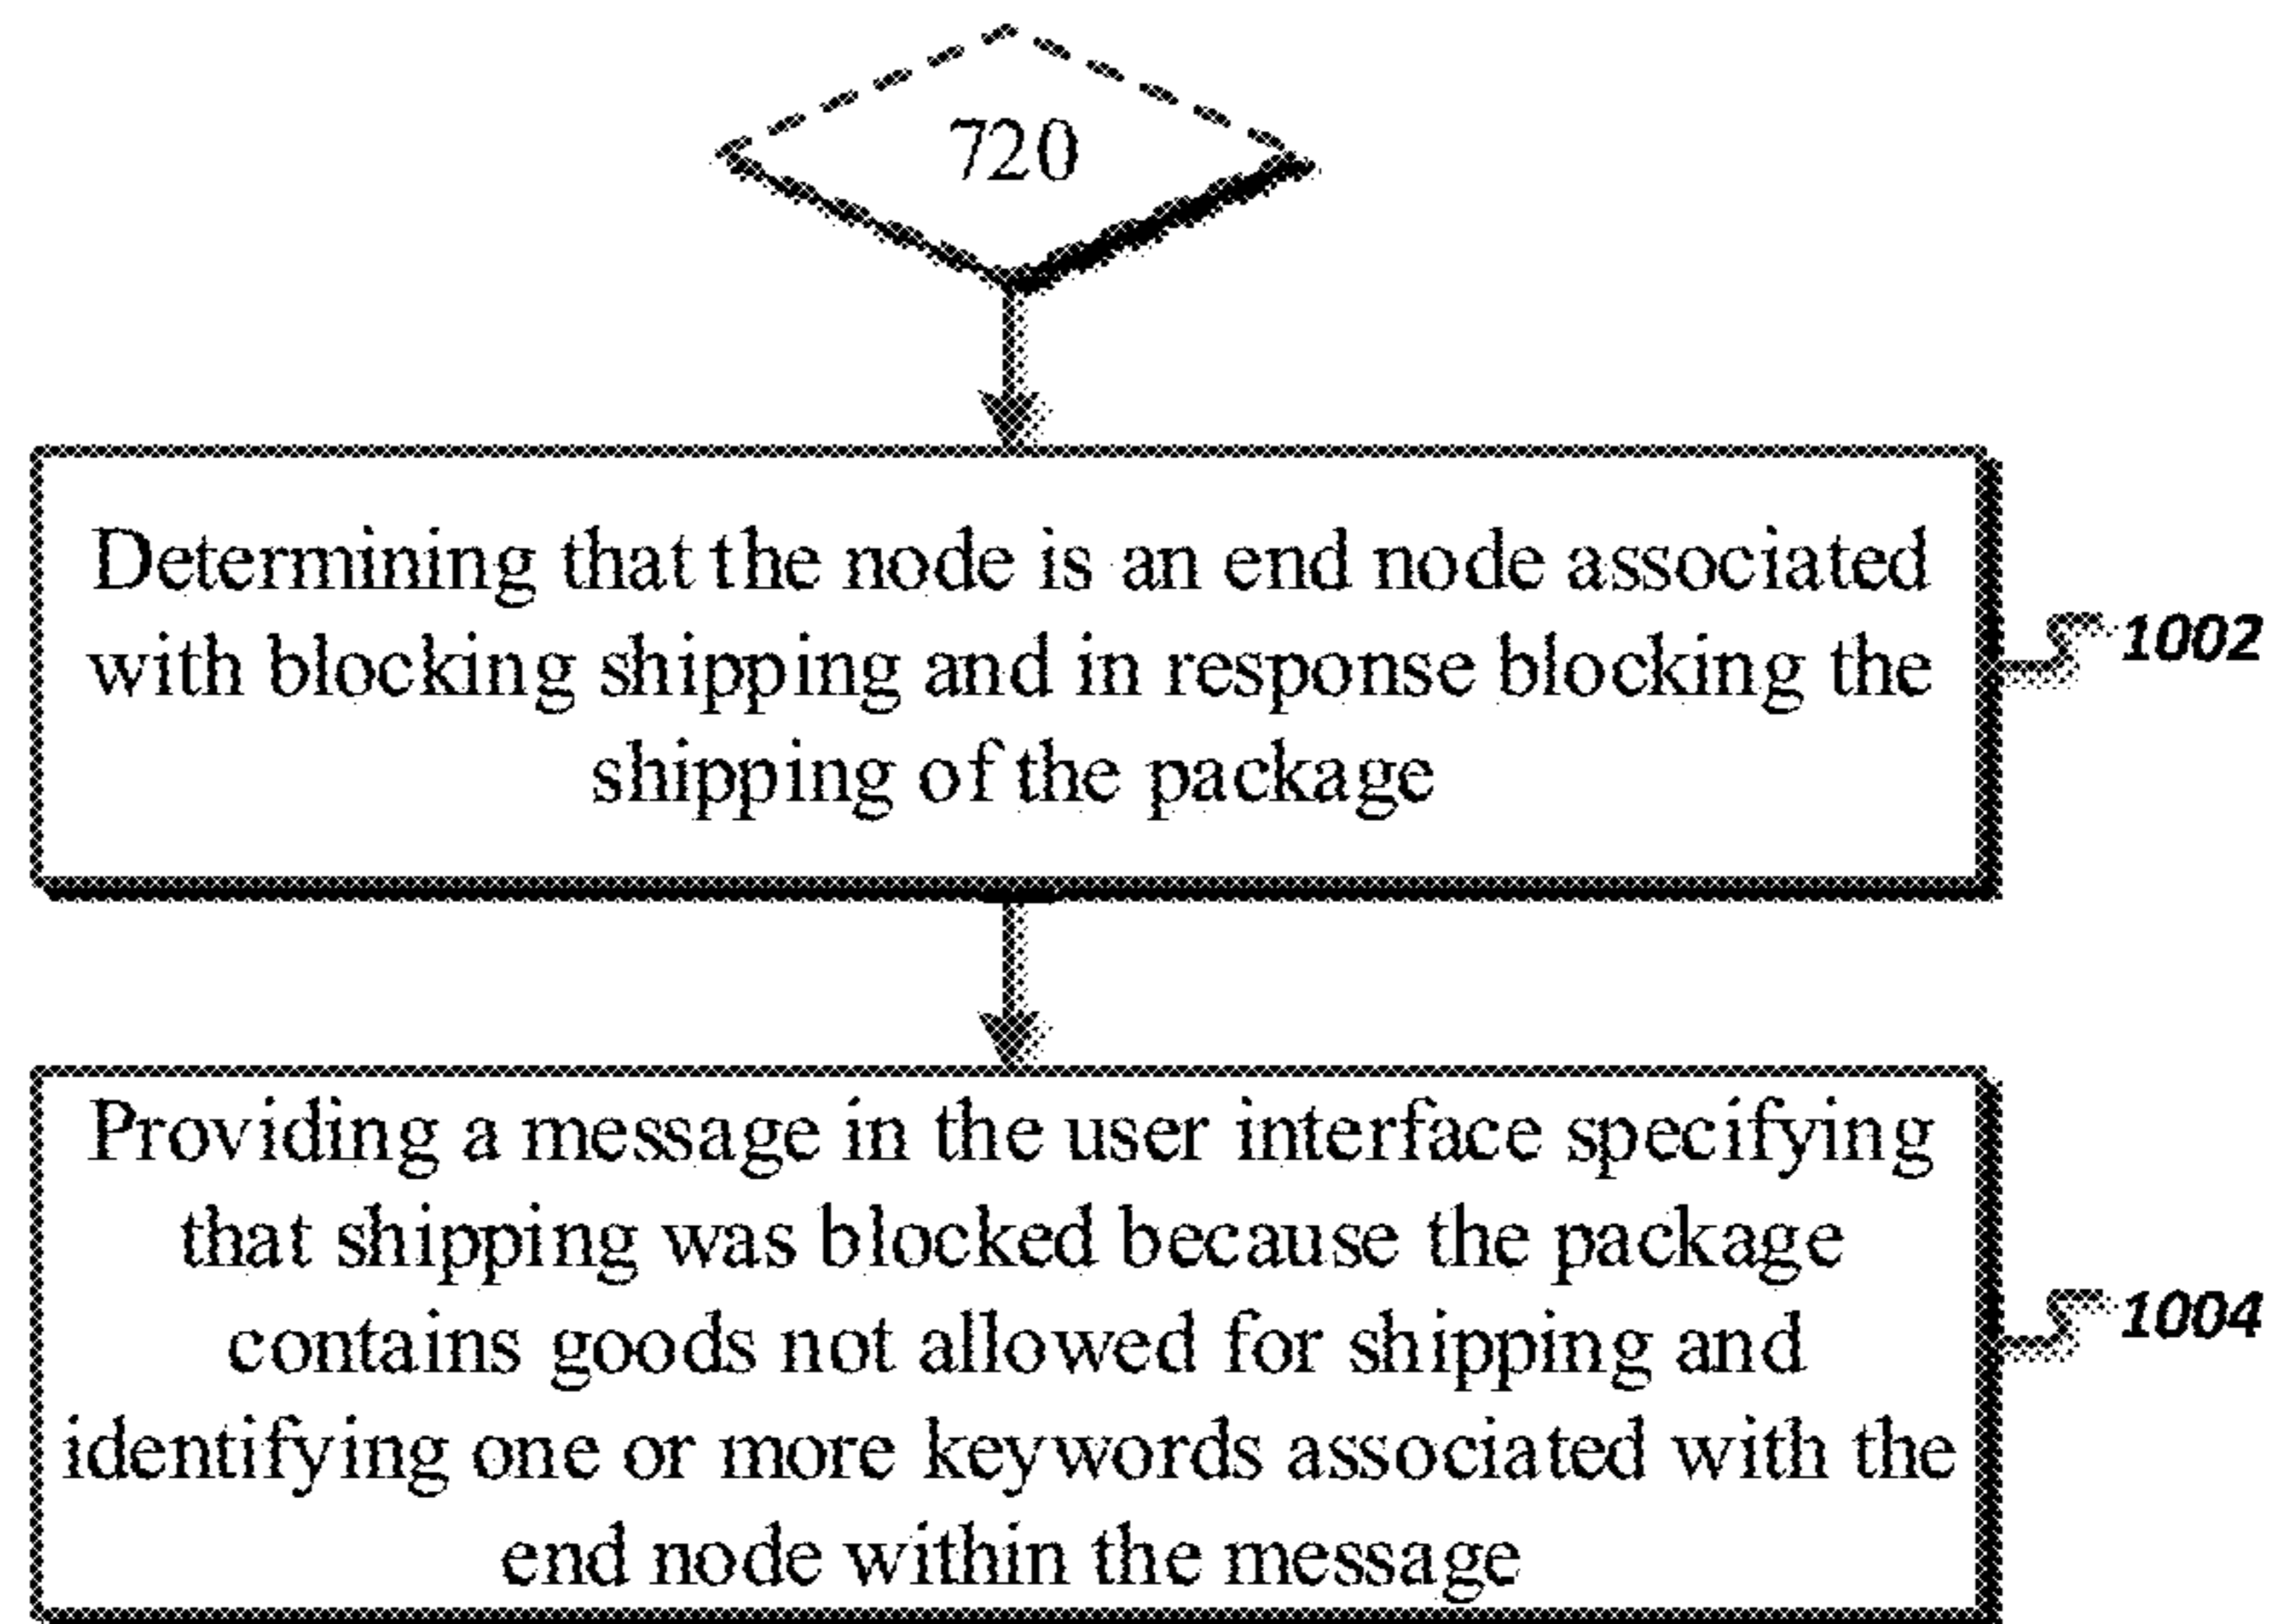 720
Determining that the node is an end node associated
with blocking shipping and in response blocking the
shipping of the package
1002
Providing a message in the user interface specifying
that shipping was blocked because the package
contains goods not allowed for shipping and
identifying one or more keywords associated with the
end node within the message
1004